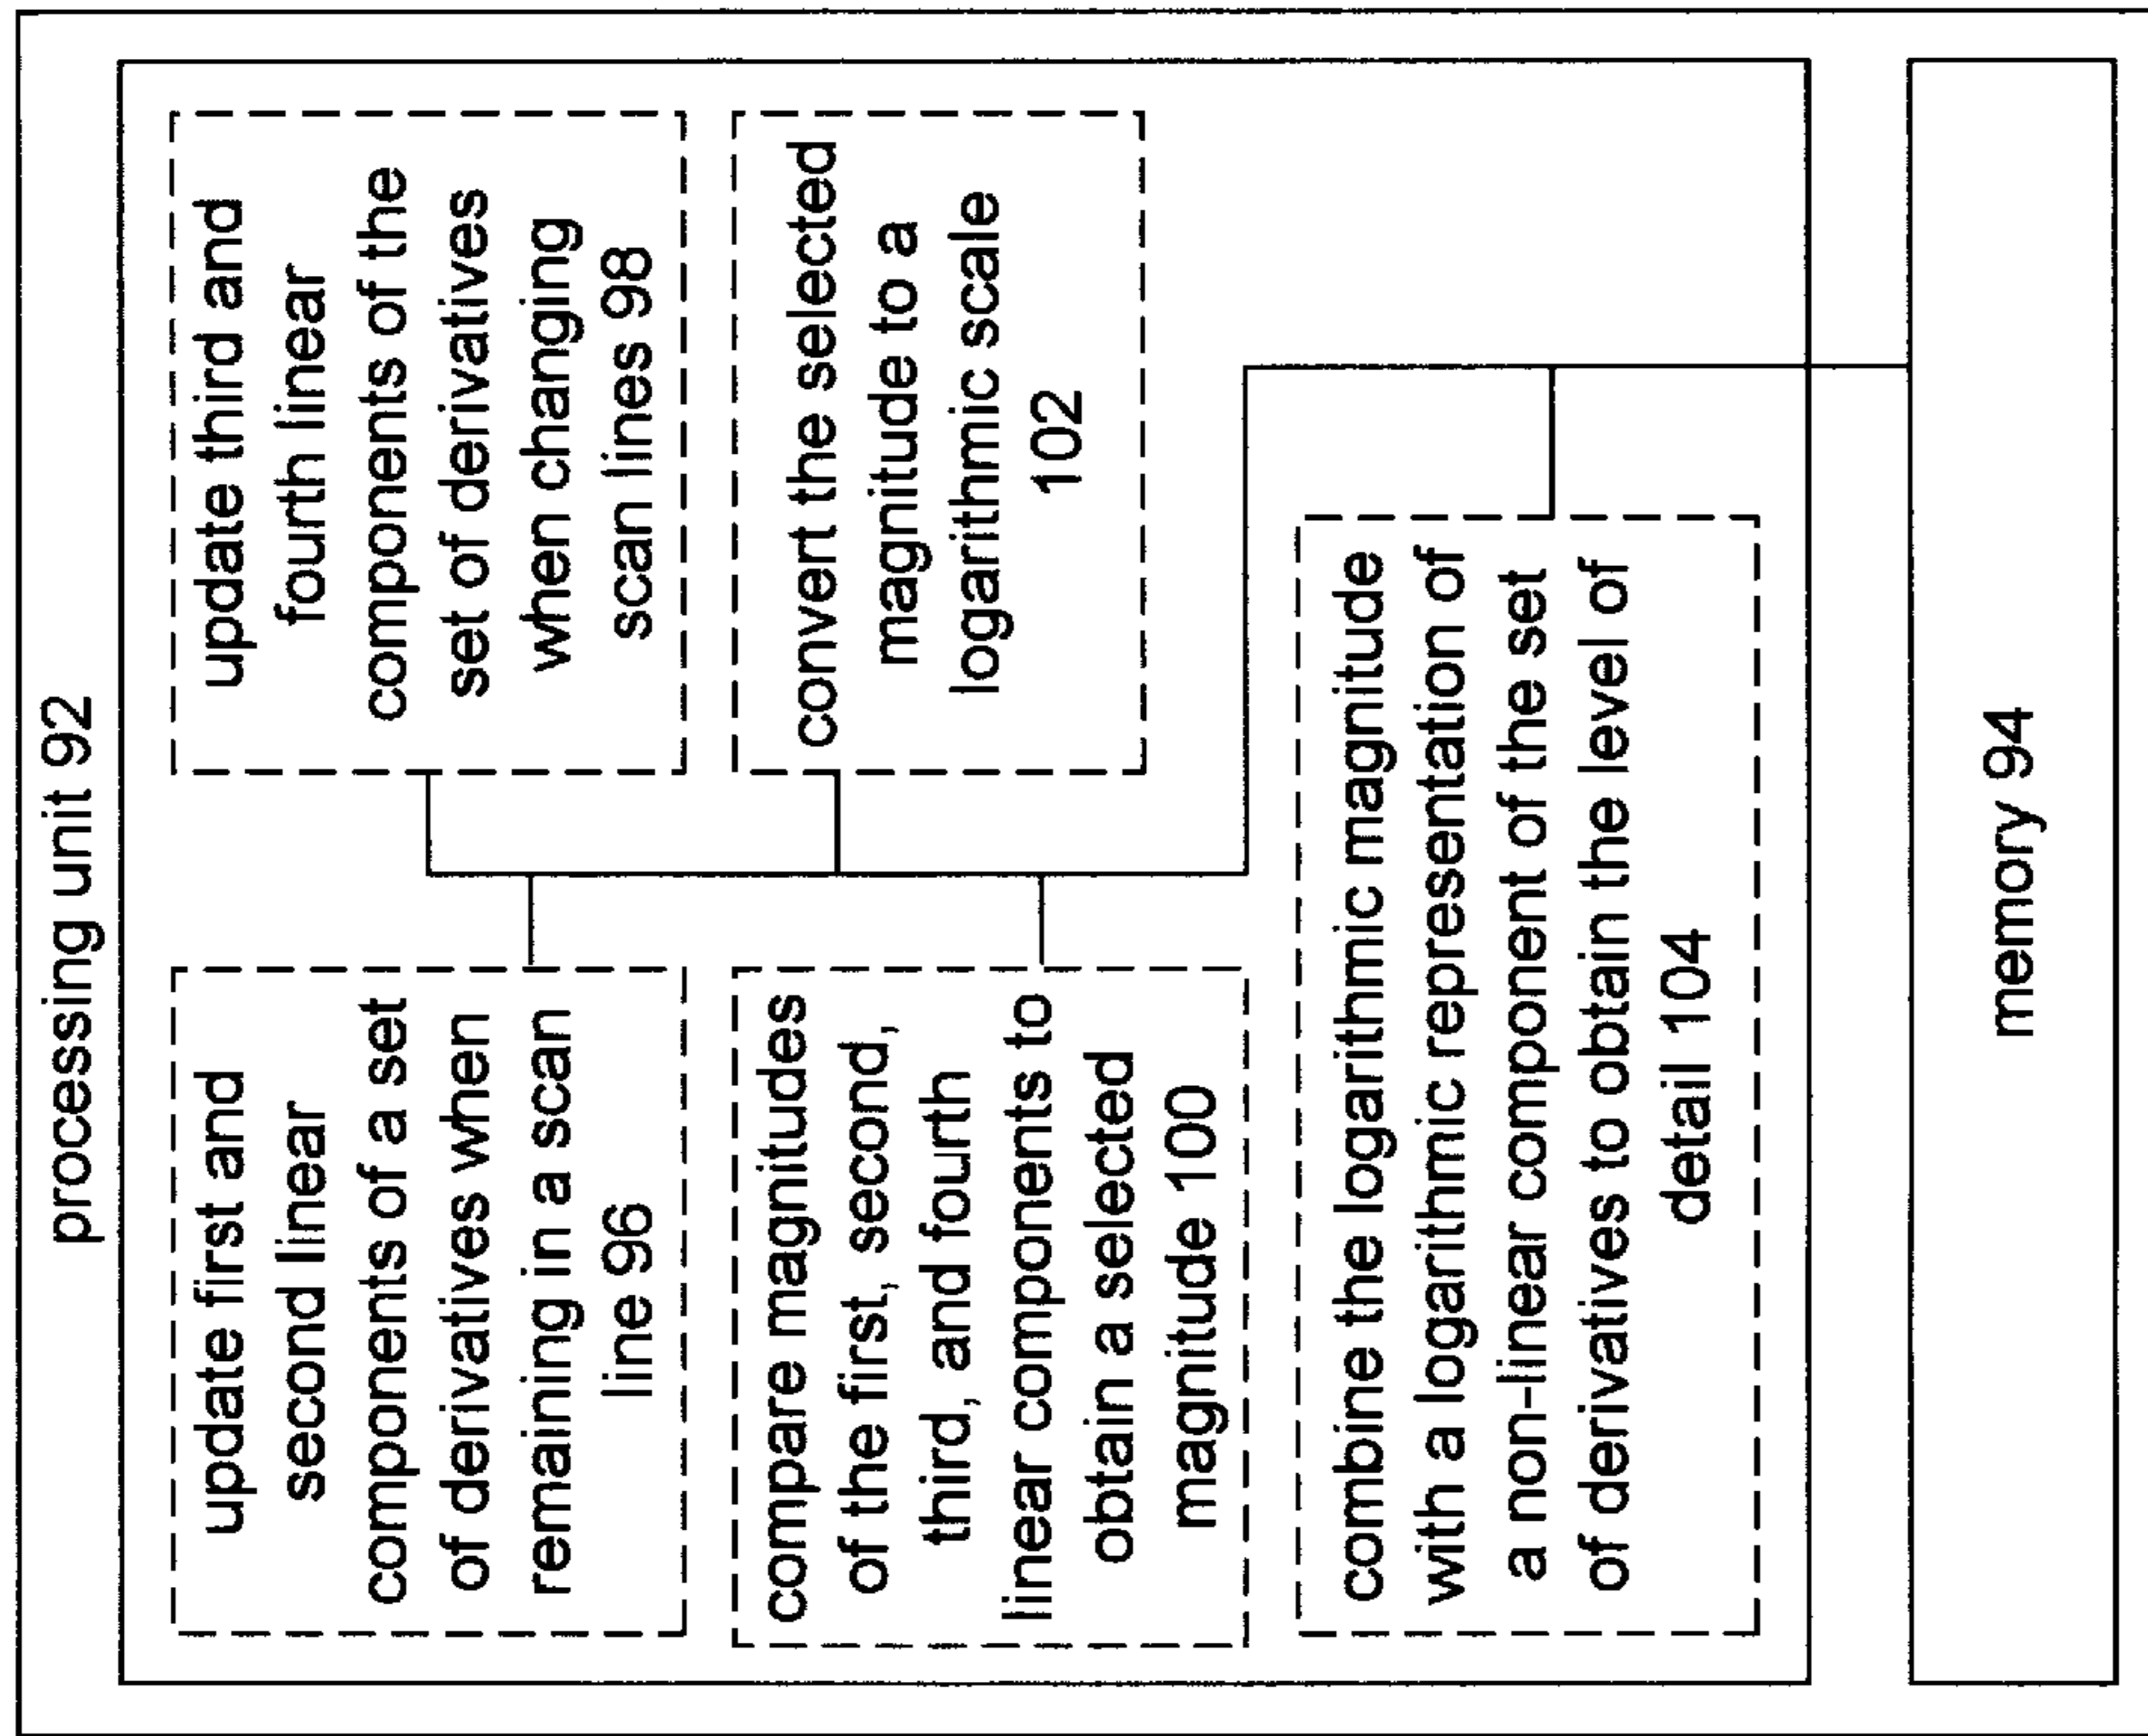 processing unit 92
update first and
second linear
components of a set
of derivatives when
remaining in a scan
line 96
update third and
fourth linear
components of the
set of derivatives
when changing
scan lines 98
compare magnitudes
of the first, second,
third, and fourth
linear components to
obtain a selected
magnitude 100
convert the selected
magnitude to a
logarithmic scale
102
combine the logarithmic magnitude
with a logarithmic representation of
a non-linear component of the set
of derivatives to obtain the level of
detail 104
memory 94